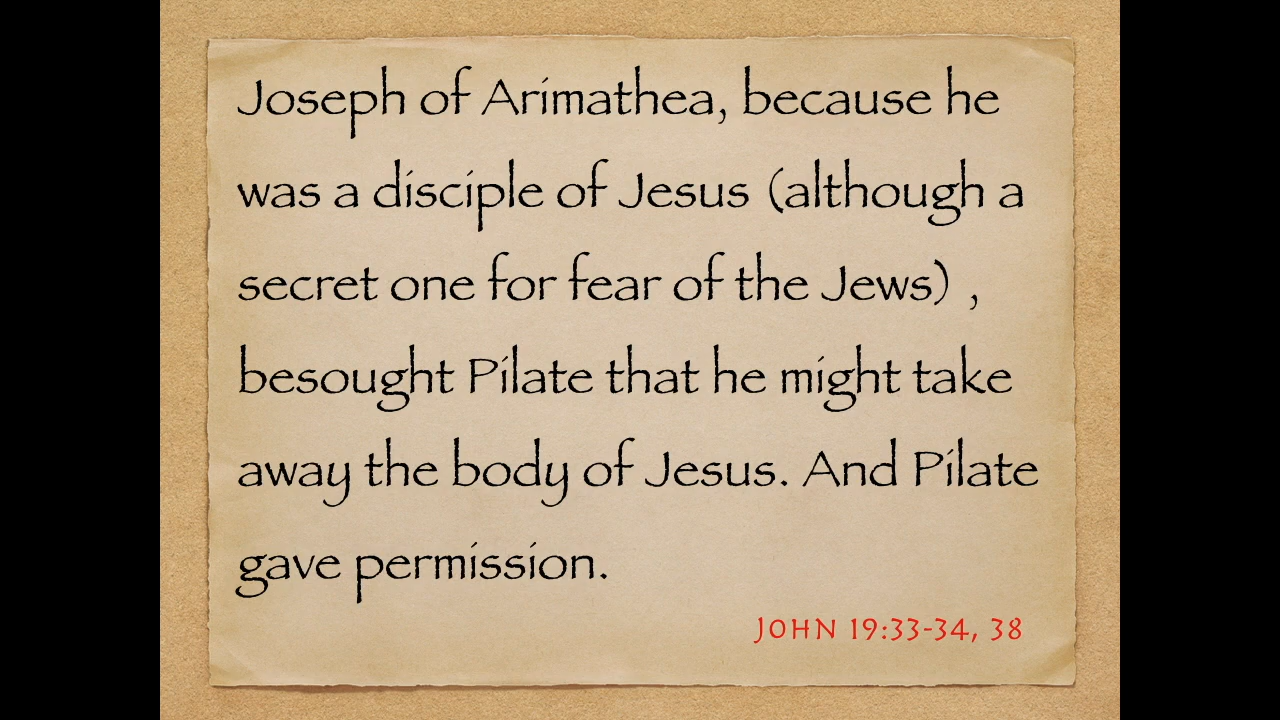 Joseph of Arimathea, because he
was a disciple of Jesus (although a
secret one for fear of the Jews) ,
besought Pilate that he might take
away the body of Jesus. And Pilate
gave permission.
JOHN 19:33-34, 38